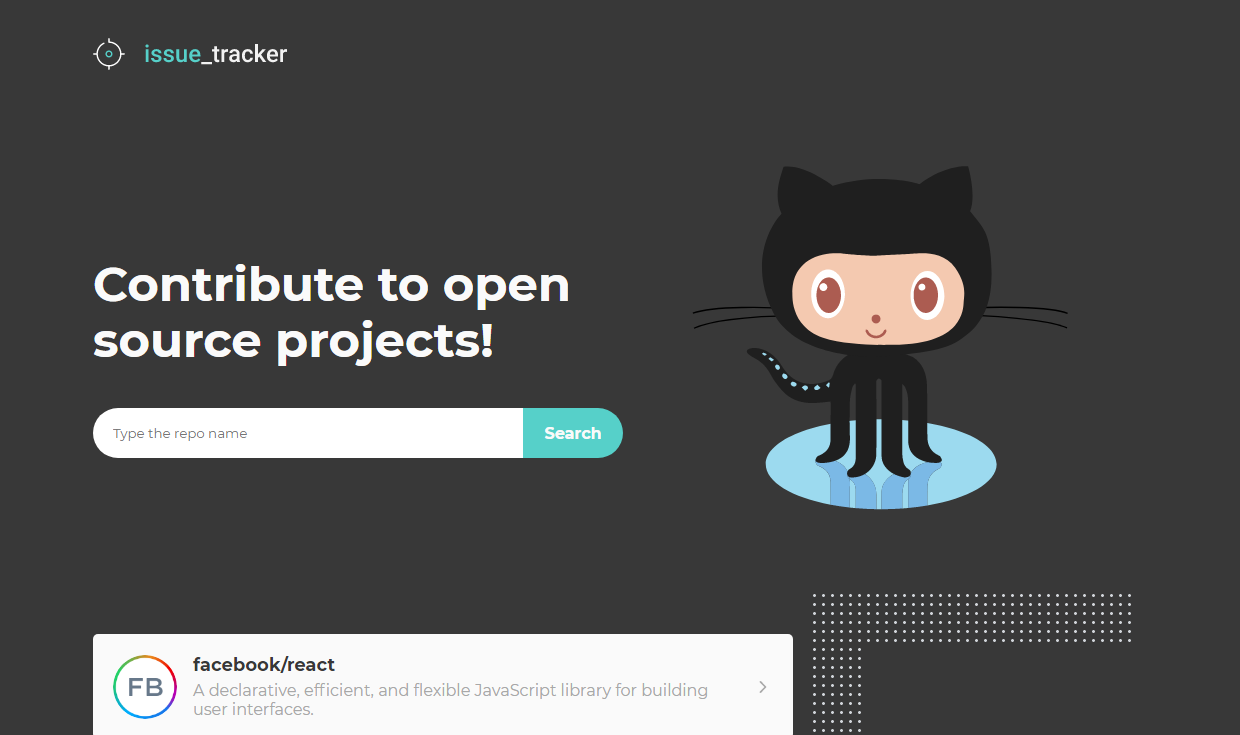 issue_tracker
Contribute to open
source projects!
Type the repo name
Search
FB
facebook/react
A declarative, efficient, and flexible JavaScript library for building
user interfaces.